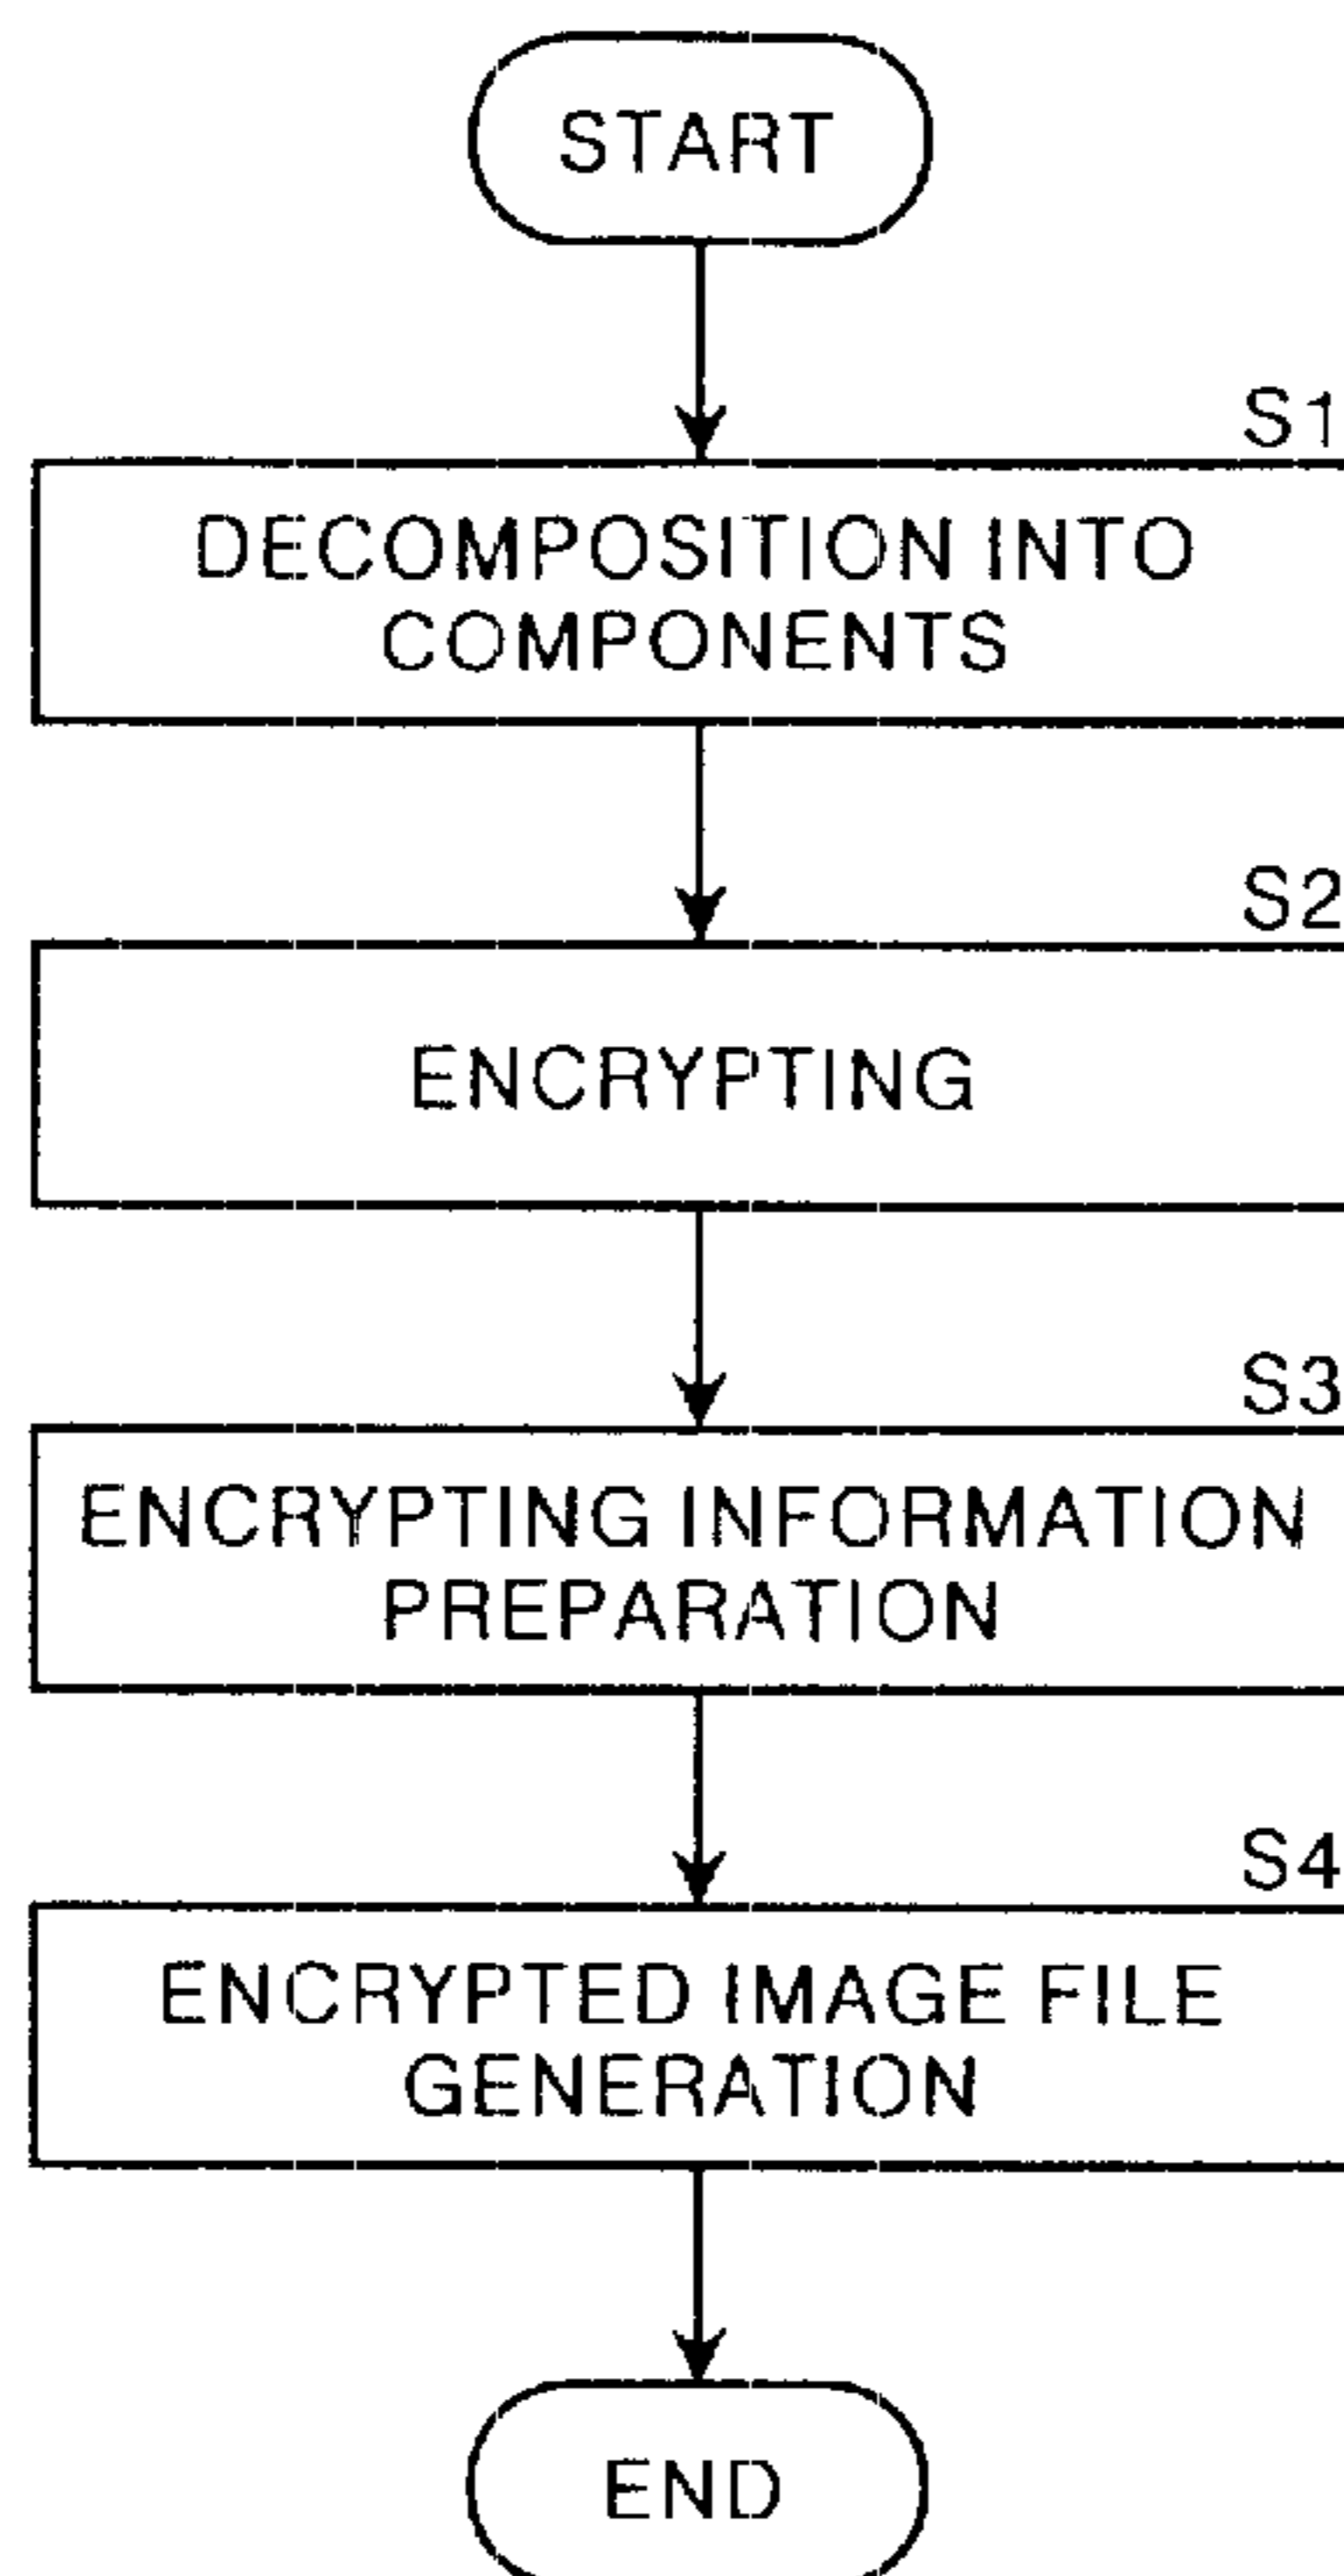 START
S1
DECOMPOSITION INTO
COMPONENTS
S2
ENCRYPTING
S3
ENCRYPTING INFORMATION
PREPARATION
S4
ENCRYPTED IMAGE FILE
GENERATION
END